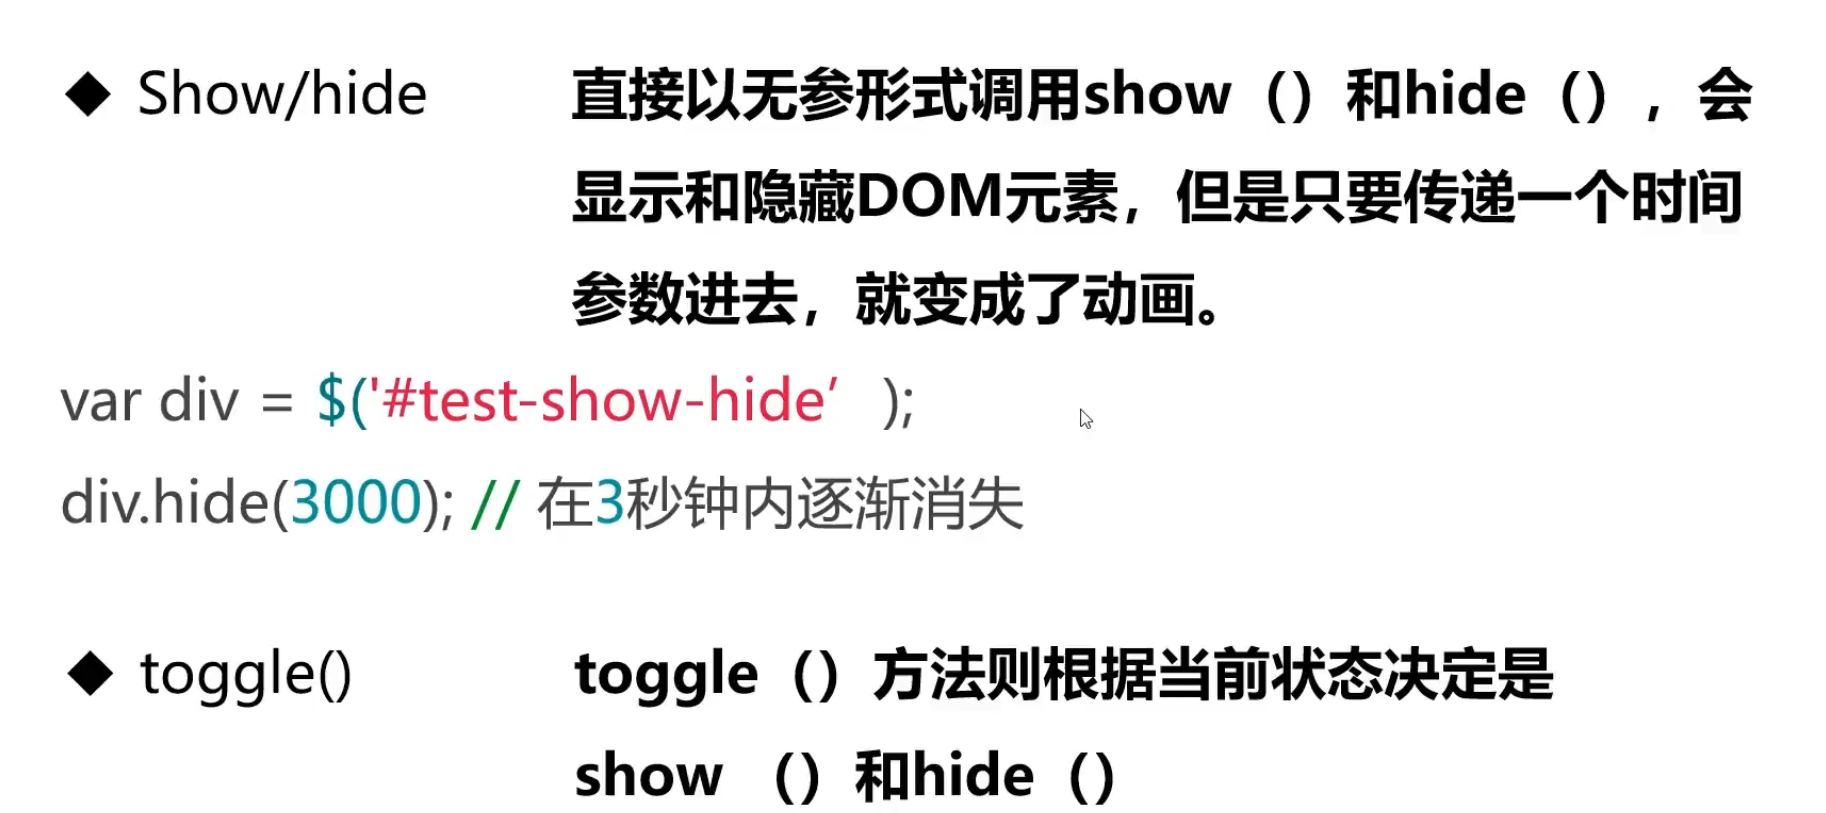 ◆ Show/hide 直接以无参形式调用show（）和hide（），会
显示和隐藏DOM元素，但是只要传递一个时间
参数进去，就变成了动画。
var div = $('#test-show-hide’ );
div.hide(3000); // 在3秒钟内逐渐消失
◆ toggle() toggle（）方法则根据当前状态决定是
show （）和hide（）